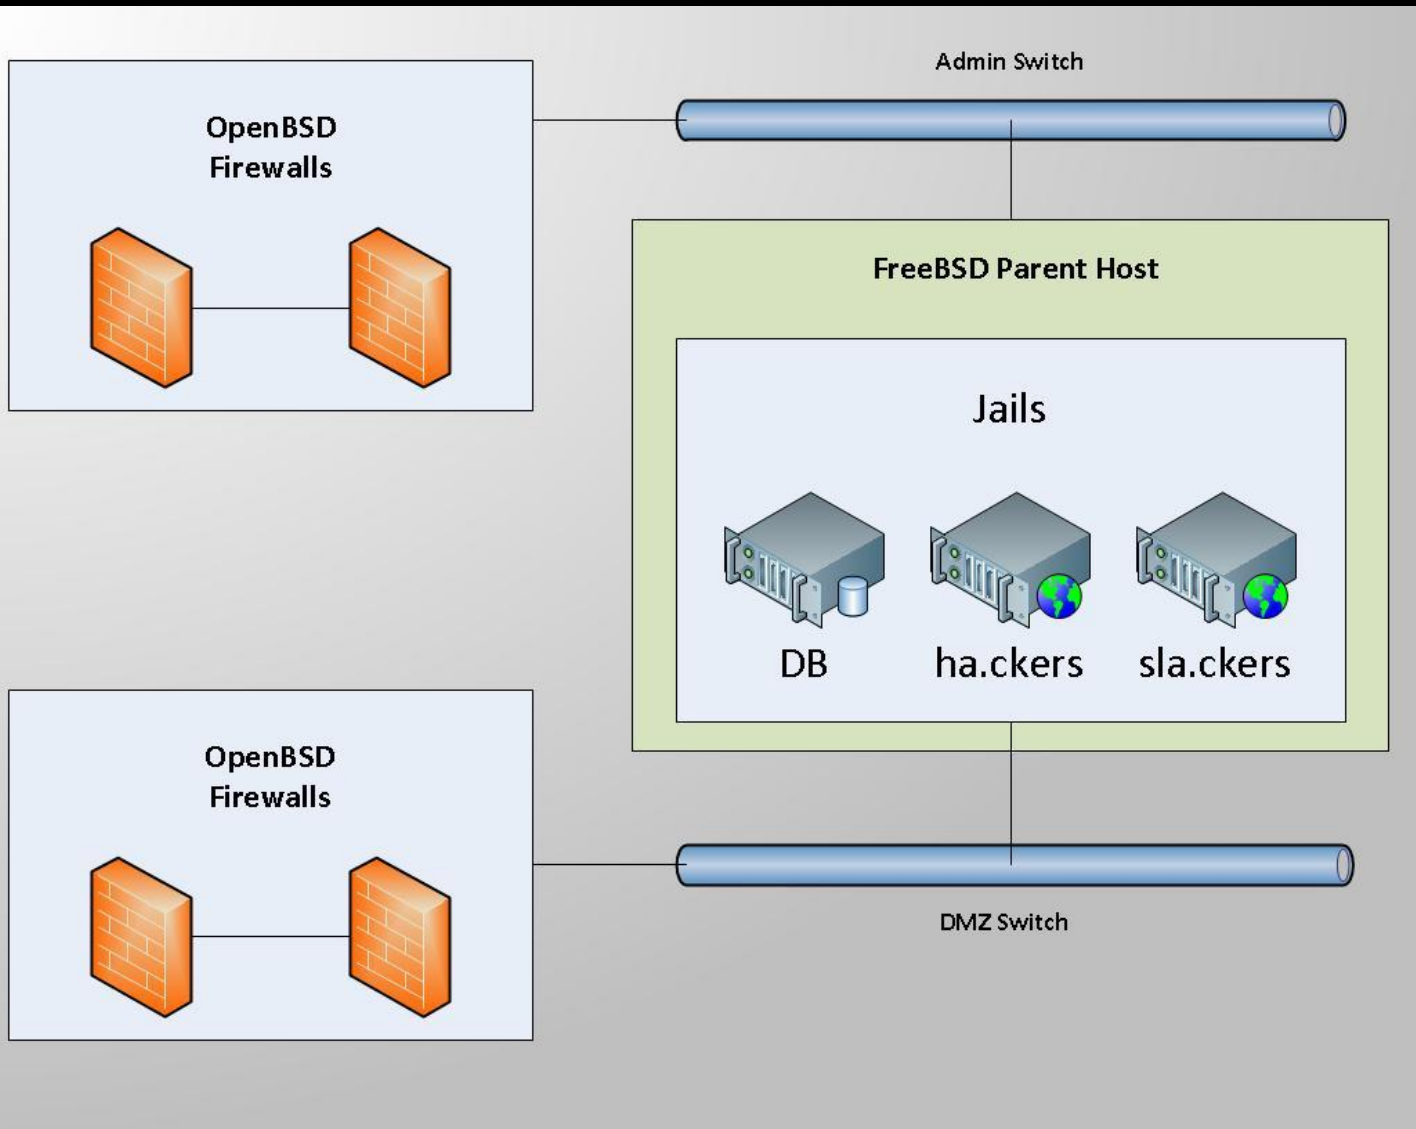 Admin Switch
OpenBSD
Firewalls
FreeBSD Parent Host
Jails
DB
ha.ckers
sla.ckers
OpenBSD
Firewalls
DMZ Switch